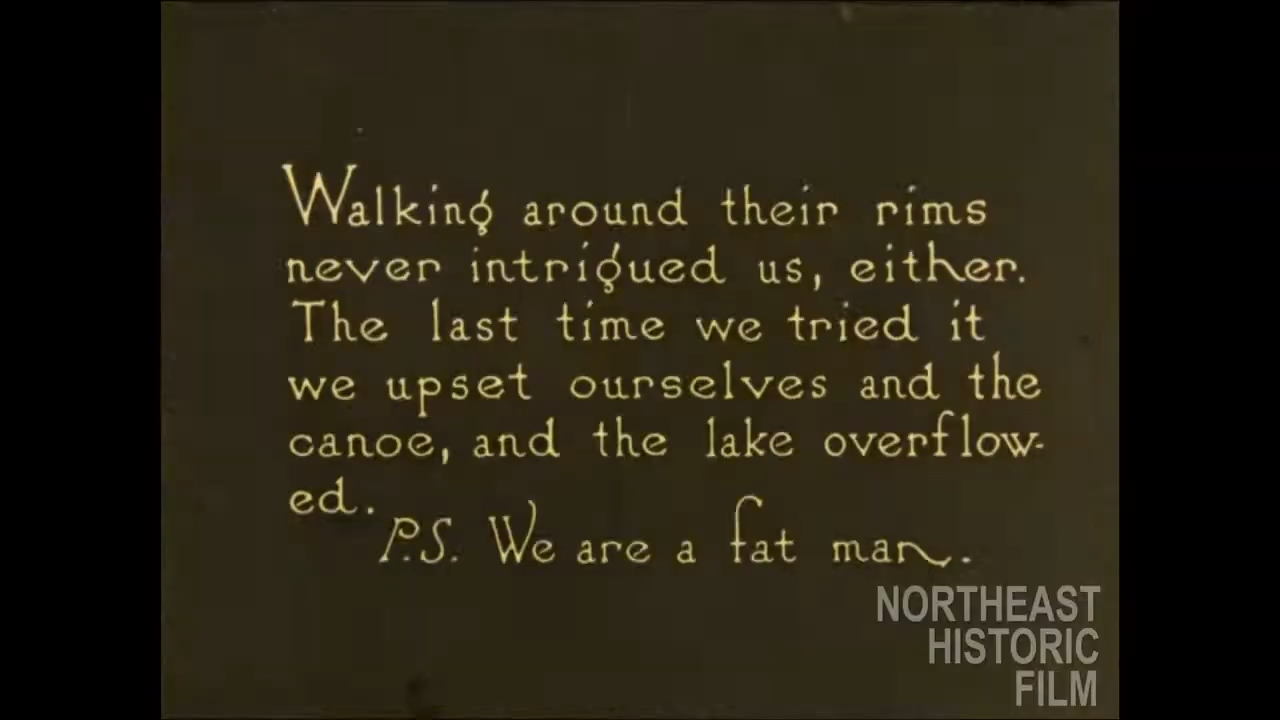 Walking around their rims
never intrigued us, either.
The last time we tried it
we upset ourselves and the
canoe, and the lake overflow-
ed.
P.S. We are a fat man.
NORTHEAST
HISTORIC
FILM